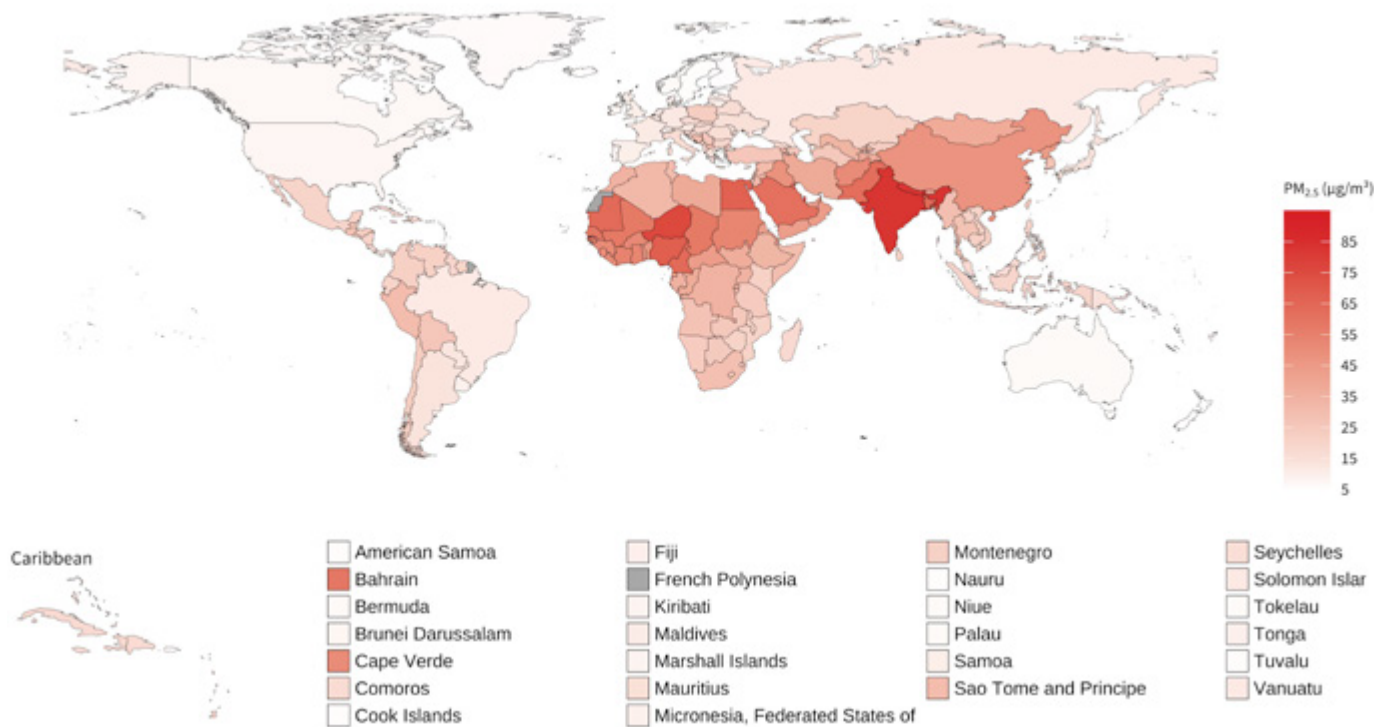 PM2.5 (µg/m³)
85
75
65
55
45
35
25
15
5
Caribbean
American Samoa
Bahrain
Bermuda
Brunei Darussalam
Cape Verde
Comoros
Cook Islands
Fiji
French Polynesia
Kiribati
Maldives
Marshall Islands
Mauritius
Micronesia, Federated States of
Montenegro
Nauru
Niue
Palau
Samoa
Sao Tome and Principe
Seychelles
Solomon Islar
Tokelau
Tonga
Tuvalu
Vanuatu